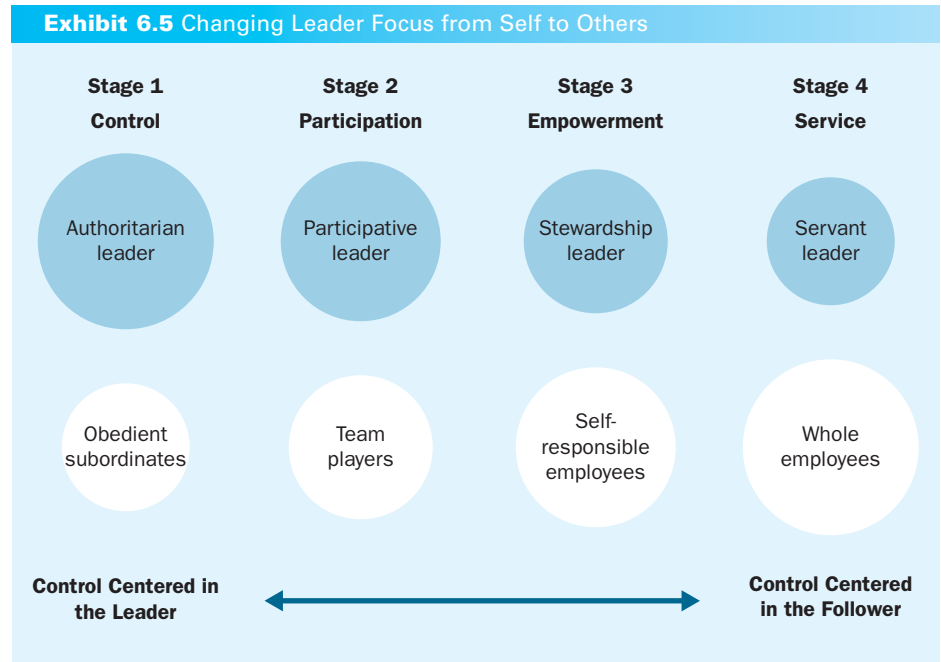 Exhibit 6.5 Changing Leader Focus from Self to Others
Stage 1
Control
Stage 2
Participation
Stage 3
Empowerment
Stage 4
Service
Authoritarian
leader
Participative
leader
Stewardship
leader
Servant
leader
Obedient
subordinates
Team
players
Self-
responsible
employees
Whole
employees
Control Centered in
the Leader
Control Centered
in the Follower